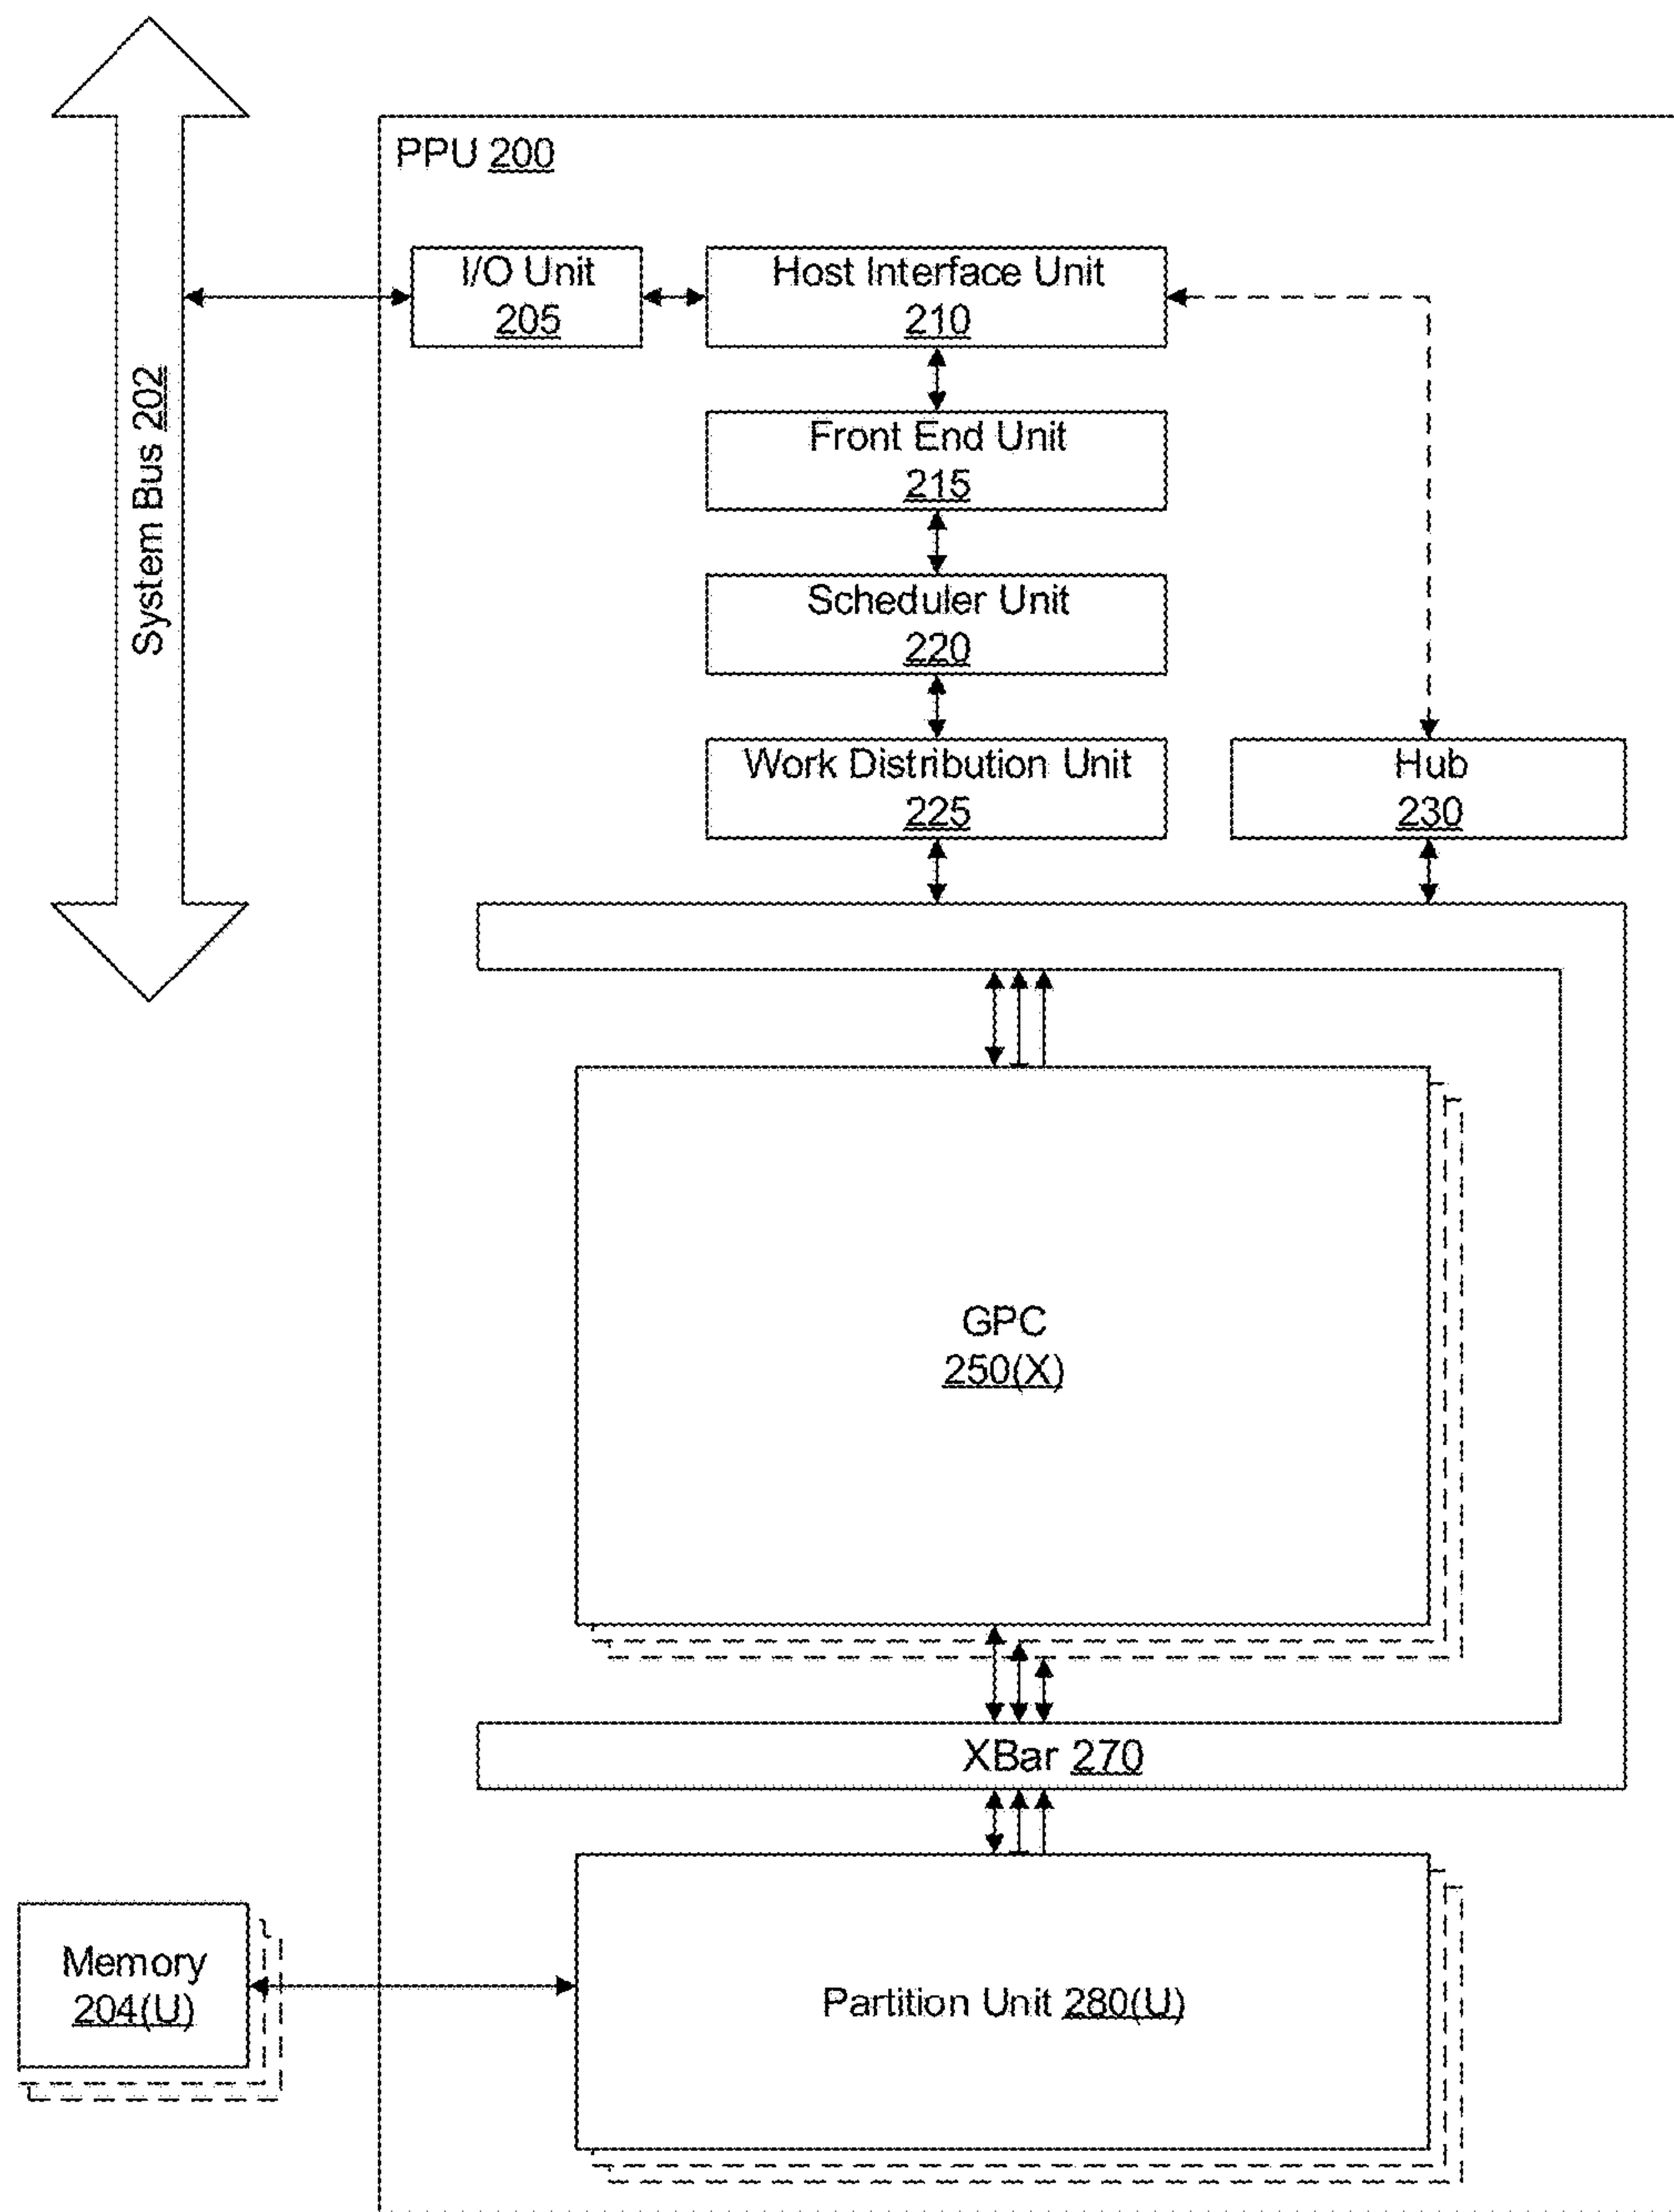 PPU 200
I/O Unit
205
Host Interface Unit
210
System Bus 202
Front End Unit
215
Scheduler Unit
220
Work Distribution Unit
225
Hub
230
GPC
250(X)
XBar 270
Memory
204(U)
Partition Unit 280(U)